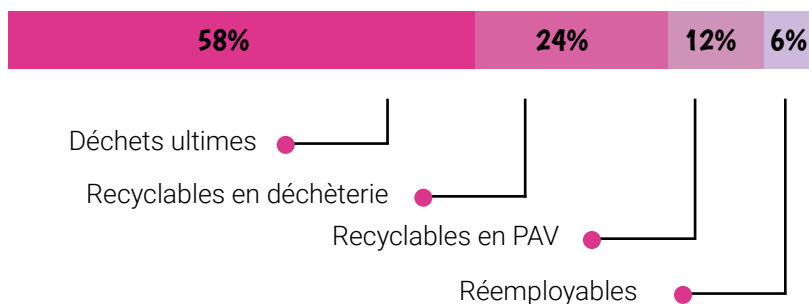 58% 24% 12% 6%
Déchets ultimes
Recyclables en déchèterie
Recyclables en PAV
Réemployables